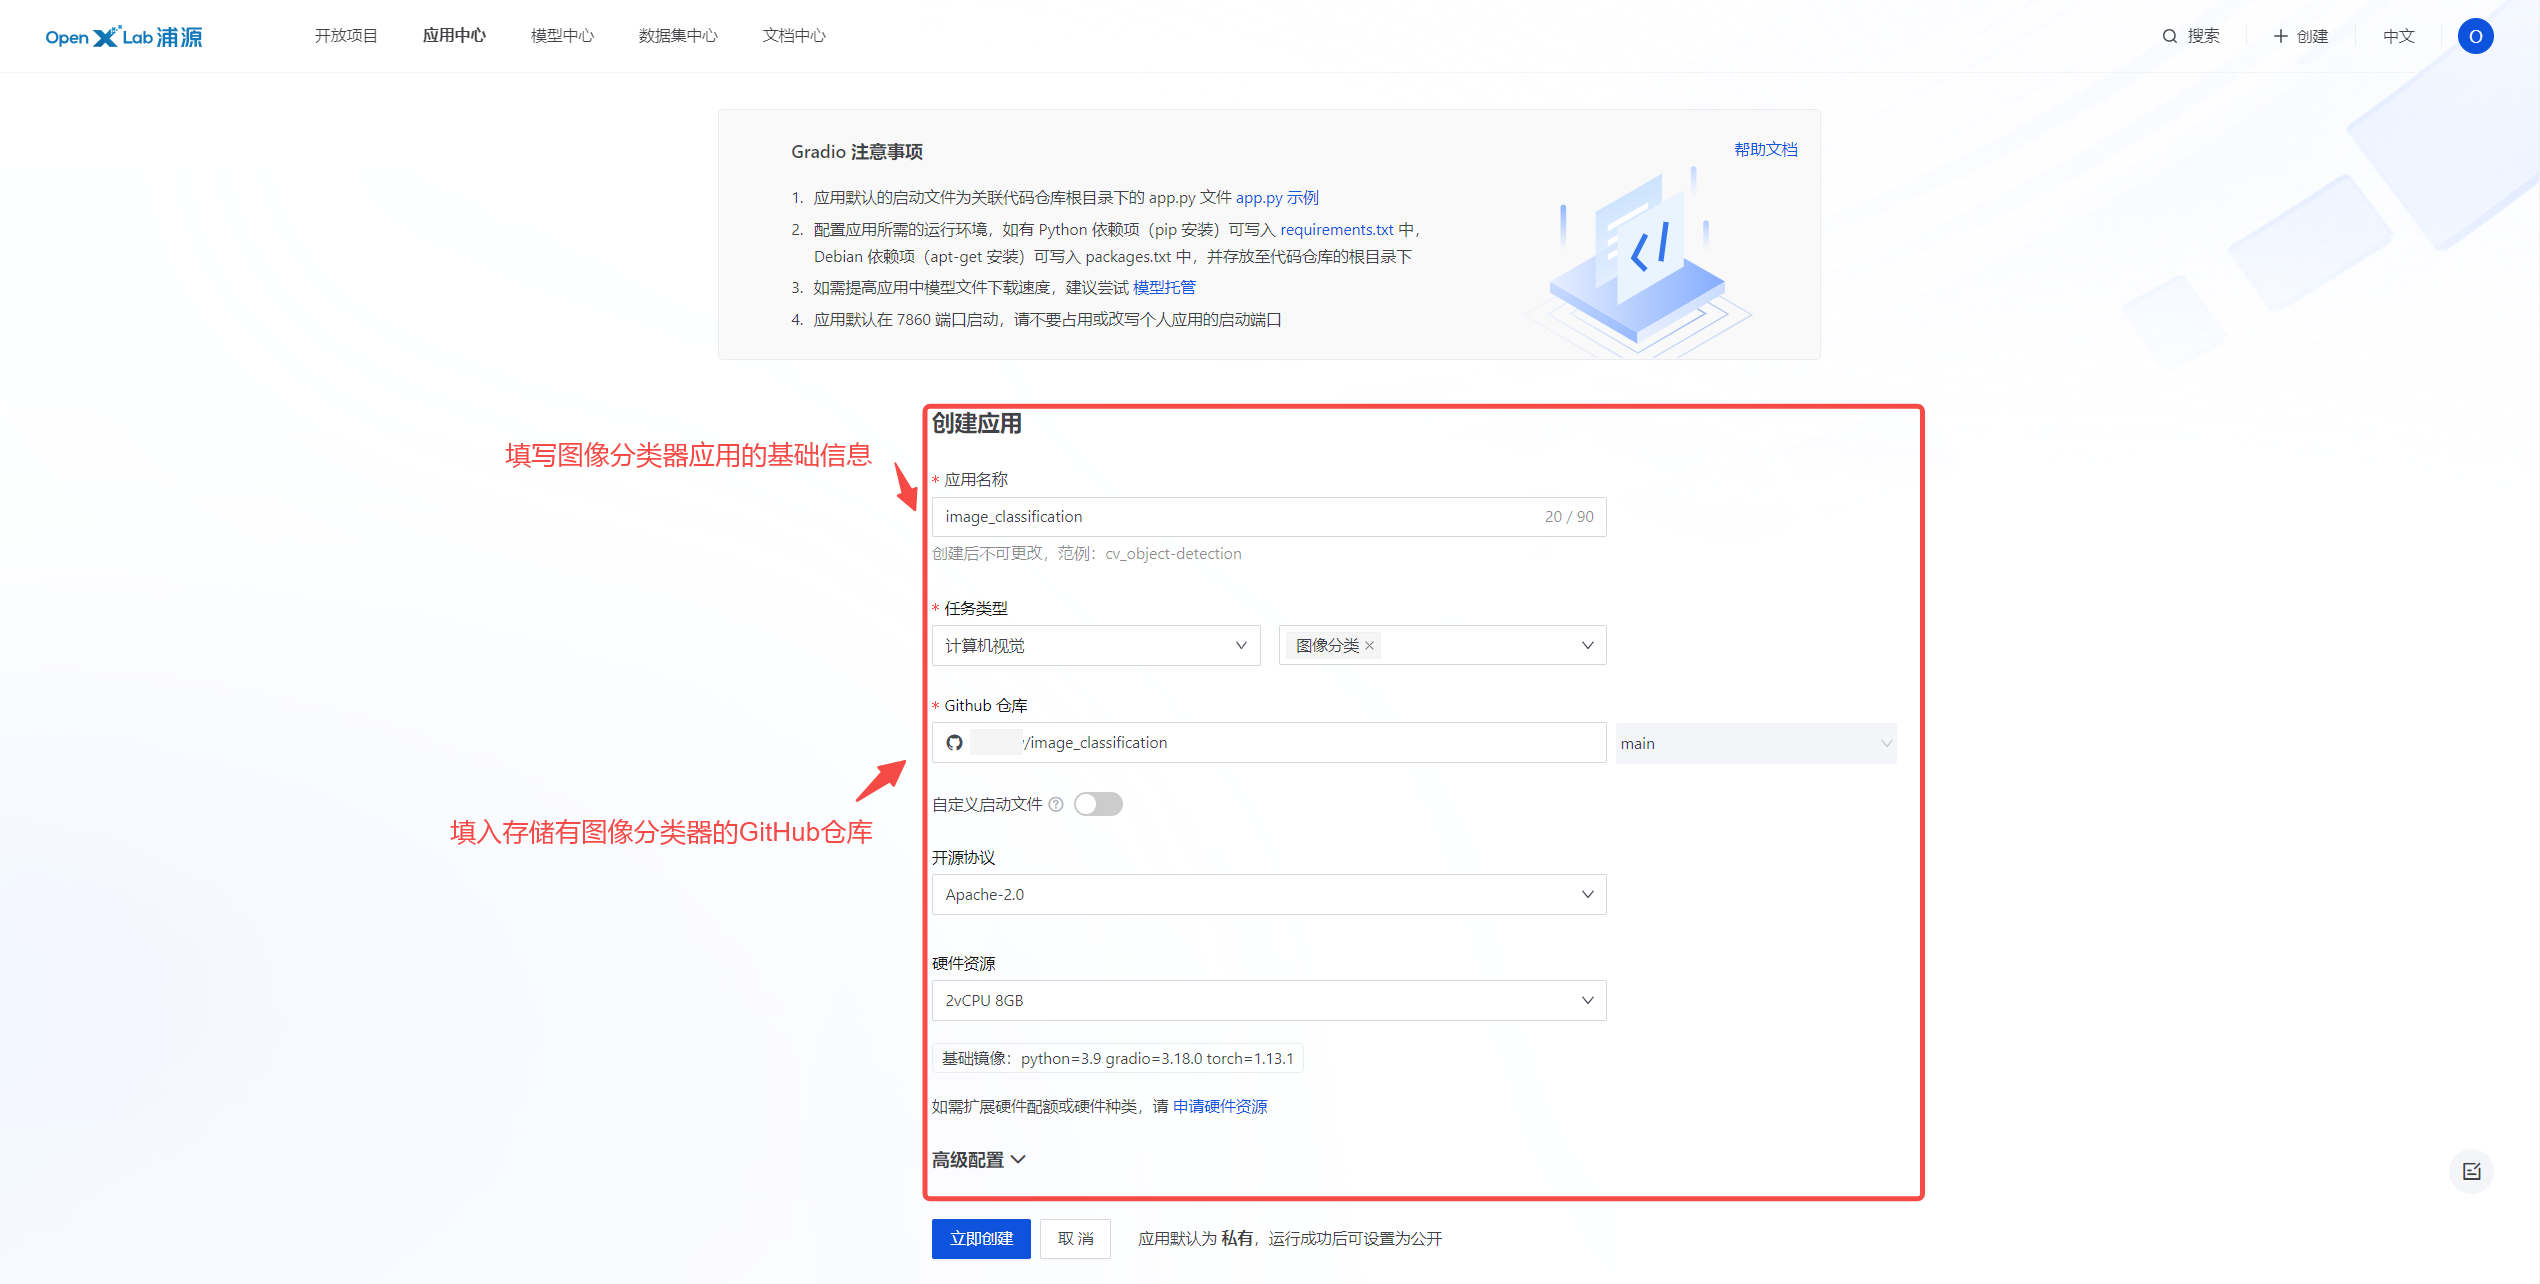 OpenXLab浦源
开放项目 应用中心 模型中心 数据集中心 文档中心 搜索 创建 中文 O
Gradio 注意事项
帮助文档
1. 应用默认的启动文件为关联代码仓库根目录下的 app.py 文件 app.py 示例
2. 配置应用所需的运行环境，如有 Python 依赖项（pip 安装）可写入 requirements.txt 中，
Debian 依赖项（apt-get 安装）可写入 packages.txt 中，并存放至代码仓库的根目录下
3. 如需提高应用中模型文件下载速度，建议尝试 模型托管
4. 应用默认在 7860 端口启动，请不要占用或改写个人应用的启动端口
创建应用
填写图像分类器应用的基础信息
* 应用名称
image_classification 20 / 90
创建后不可更改，范例：cv_object-detection
* 任务类型
计算机视觉 图像分类 ×
* Github 仓库
/image_classification main
自定义启动文件 ?
填入存储有图像分类器的GitHub仓库
开源协议
Apache-2.0
硬件资源
2vCPU 8GB
基础镜像：python=3.9 gradio=3.18.0 torch=1.13.1
如需扩展硬件配额或硬件种类，请 申请硬件资源
高级配置
立即创建 取 消 应用默认为 私有，运行成功后可设置为公开